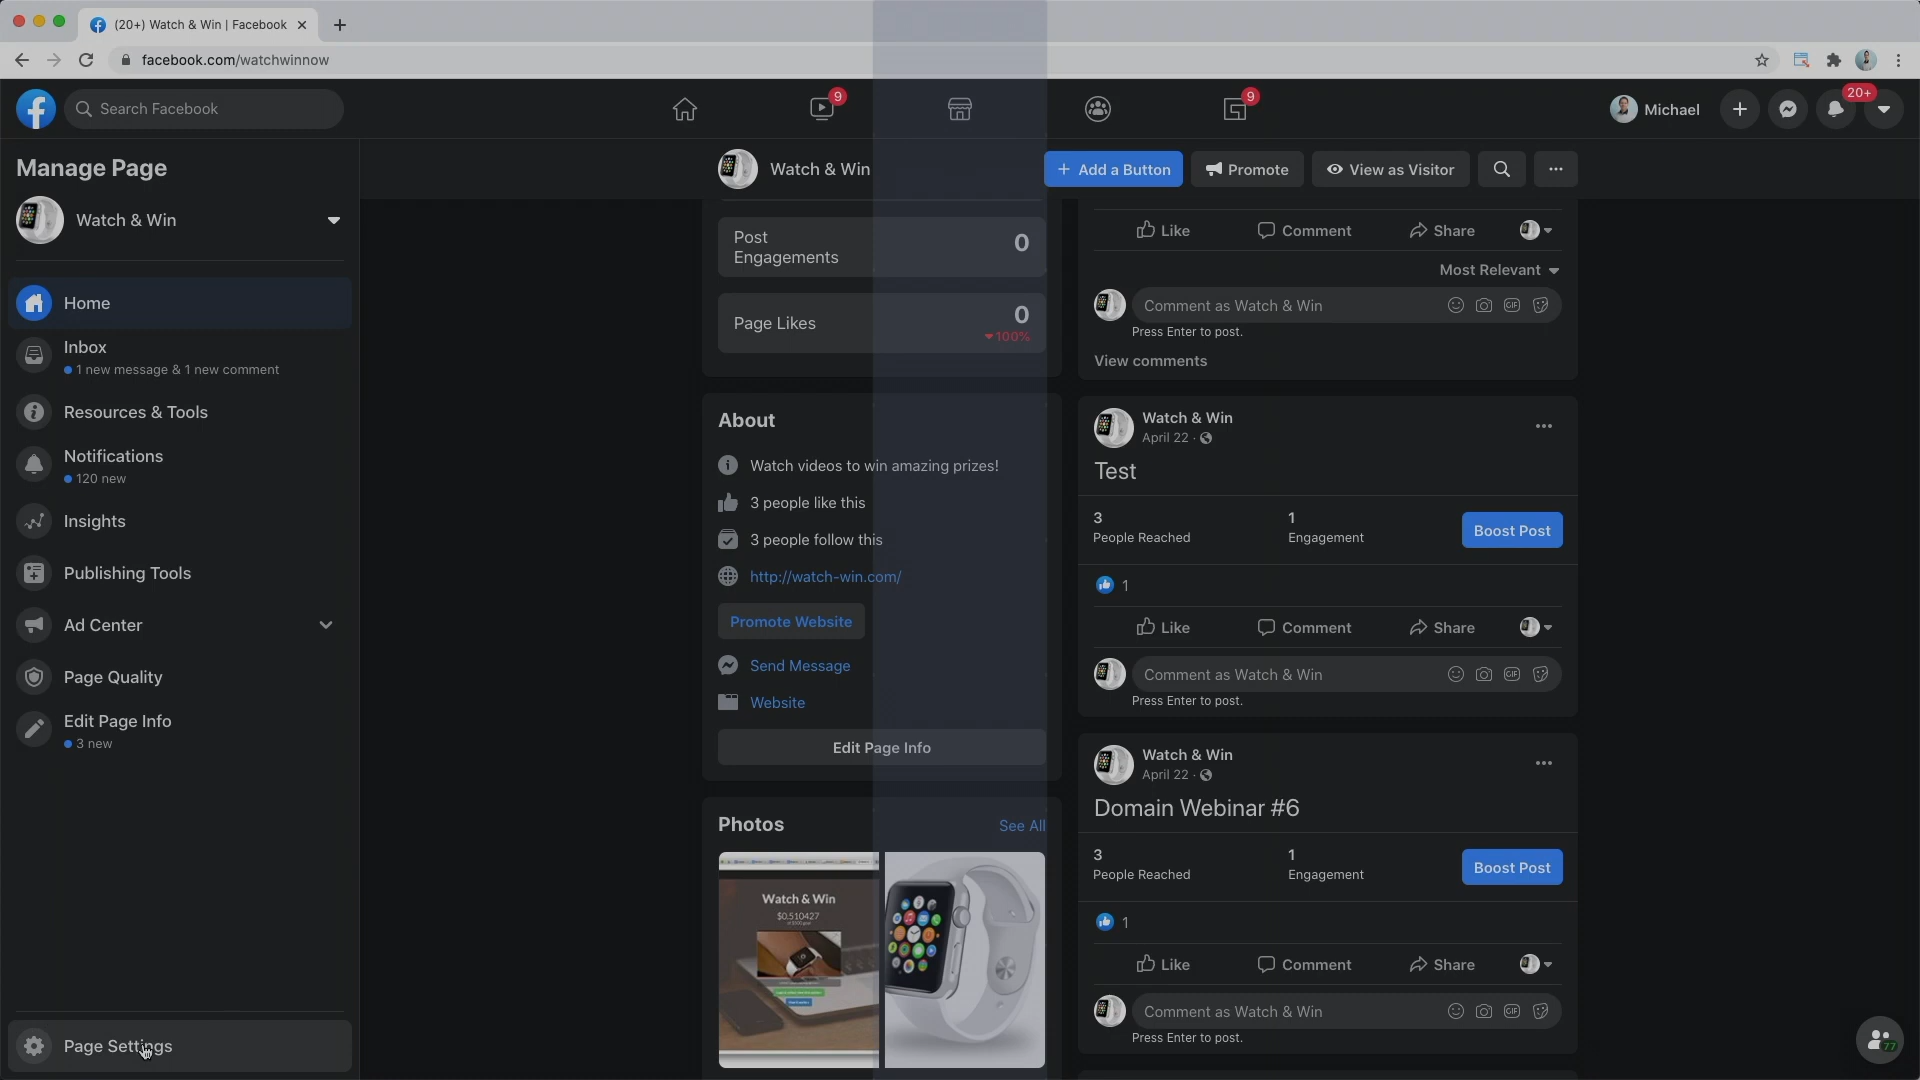 (20+) Watch & Win | Facebook
facebook.com/watchwinnow
Search Facebook
9
9
Michael
20+
Manage Page
Watch & Win
Home
Inbox
1 new message & 1 new comment
Resources & Tools
Notifications
120 new
Insights
Publishing Tools
Ad Center
Page Quality
Edit Page Info
3 new
Page Settings
Watch & Win
Add a Button
Promote
View as Visitor
Post
Engagements
0
Page Likes
0
100%
About
Watch videos to win amazing prizes!
3 people like this
3 people follow this
http://watch-win.com/
Promote Website
Send Message
Website
Edit Page Info
Photos
See All
Watch & Win
$0.510427
Like
Comment
Share
Most Relevant
Comment as Watch & Win
GIF
Press Enter to post.
View comments
Watch & Win
April 22 ·
Test
3
People Reached
1
Engagement
Boost Post
1
Like
Comment
Share
Comment as Watch & Win
GIF
Press Enter to post.
Watch & Win
April 22 ·
Domain Webinar #6
3
People Reached
1
Engagement
Boost Post
1
Like
Comment
Share
Comment as Watch & Win
GIF
Press Enter to post.
77